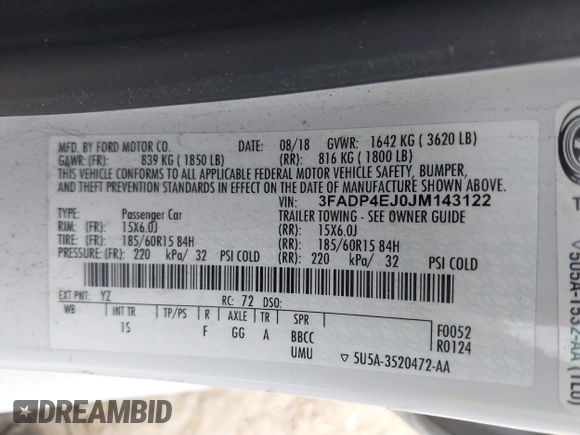 MFD. BY FORD MOTOR CO. DATE: 08/18 GVWR: 1642 KG ( 3620 LB)
GAWR: (FR): 839 KG ( 1850 LB) (RR): 816 KG ( 1800 LB)
THIS VEHICLE CONFORMS TO ALL APPLICABLE FEDERAL MOTOR VEHICLE SAFETY, BUMPER,
AND THEFT PREVENTION STANDARDS IN EFFECT ON THE DATE OF MANUFACTURE SHOWN ABOVE.
VIN: 3FADP4EJ0JM143122
TYPE: Passenger Car TRAILER TOWING - SEE OWNER GUIDE
RIM: (FR): 15X6.0J (RR): 15X6.0J
TIRE: (FR): 185/60R15 84H (RR): 185/60R15 84H
PRESSURE: (FR): 220 kPa/ 32 PSI COLD (RR): 220 kPa/ 32 PSI COLD
EXT PNT: YZ RC: 72 DSO:
WB INT TR TP/PS R AXLE TR SPR F0052
1S F GG A BBCC R0124
UMU 5U5A-3520472-AA
5U5A-1532-AA (TLU)
DREAMBID